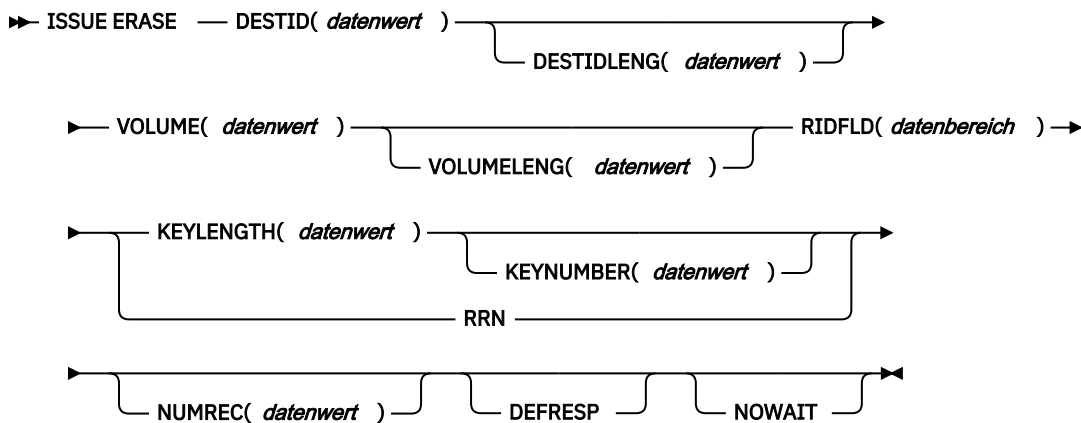 ISSUE ERASE DESTID( datenwert )
DESTIDLENG( datenwert )
VOLUME( datenwert ) RIDFLD( datenbereich )
VOLUMELENG( datenwert )
KEYLENGTH( datenwert )
KEYNUMBER( datenwert )
RRN
NUMREC( datenwert ) DEFRESP NOWAIT